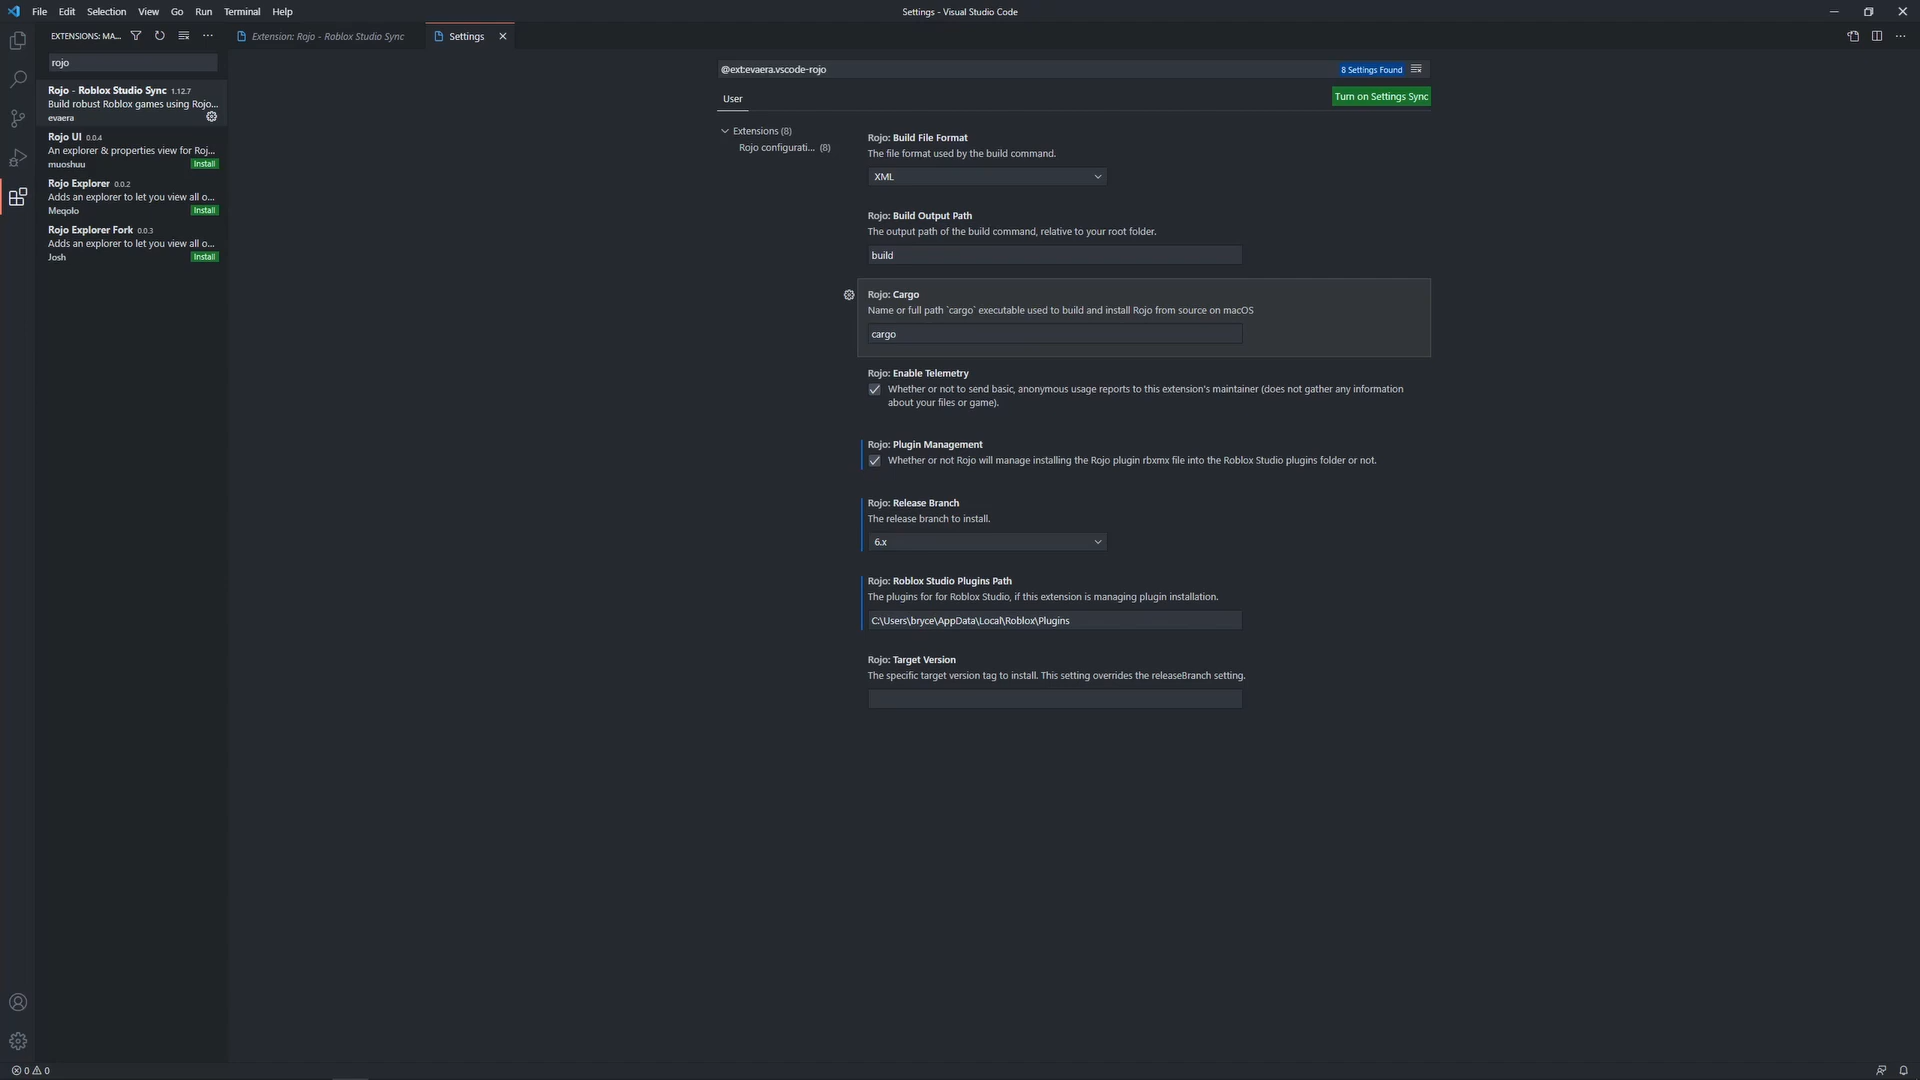 File Edit Selection View Go Run Terminal Help
Settings - Visual Studio Code
EXTENSIONS: MA...
Extension: Rojo - Roblox Studio Sync
Settings
rojo
Rojo - Roblox Studio Sync 1.12.7
Build robust Roblox games using Rojo...
evaera
Rojo UI 0.0.4
An explorer & properties view for Roj...
muoshuu
Install
Rojo Explorer 0.0.2
Adds an explorer to let you view all o...
Meqolo
Install
Rojo Explorer Fork 0.0.3
Adds an explorer to let you view all o...
Josh
Install
@ext:evaera.vscode-rojo
8 Settings Found
User
Turn on Settings Sync
Extensions (8)
Rojo configurati... (8)
Rojo: Build File Format
The file format used by the build command.
XML
Rojo: Build Output Path
The output path of the build command, relative to your root folder.
build
Rojo: Cargo
Name or full path `cargo` executable used to build and install Rojo from source on macOS
cargo
Rojo: Enable Telemetry
Whether or not to send basic, anonymous usage reports to this extension's maintainer (does not gather any information
about your files or game).
Rojo: Plugin Management
Whether or not Rojo will manage installing the Rojo plugin rbxmx file into the Roblox Studio plugins folder or not.
Rojo: Release Branch
The release branch to install.
6.x
Rojo: Roblox Studio Plugins Path
The plugins for for Roblox Studio, if this extension is managing plugin installation.
C:\Users\bryce\AppData\Local\Roblox\Plugins
Rojo: Target Version
The specific target version tag to install. This setting overrides the releaseBranch setting.
0 0